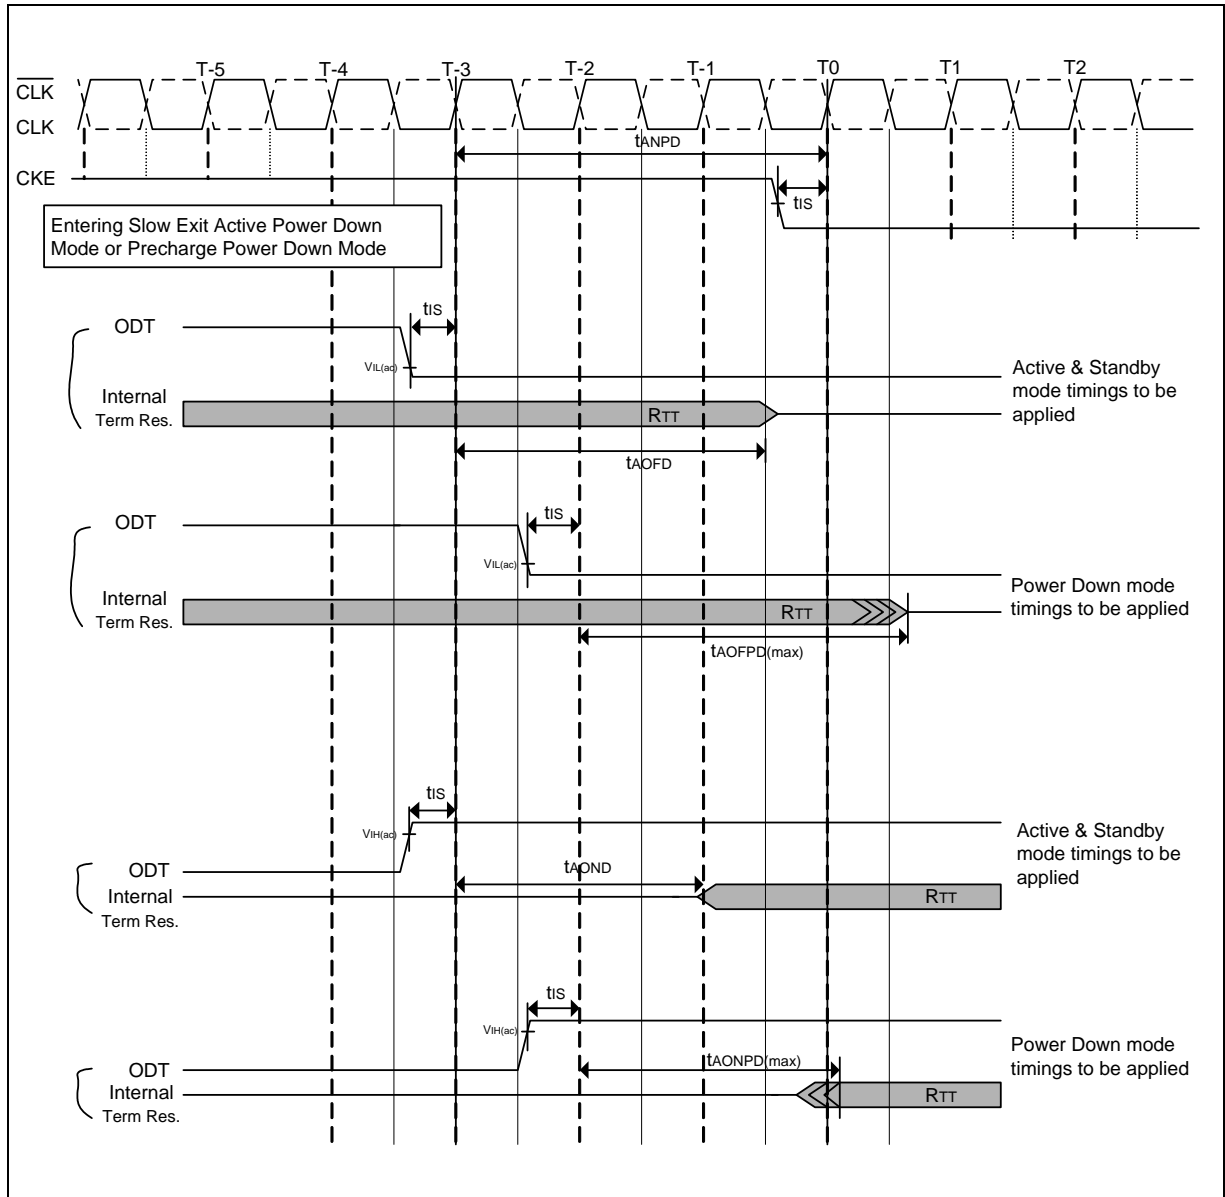 T-5 T-4 T-3 T-2 T-1 T0 T1 T2
CLK
CLK
tANPD
CKE
tIS
Entering Slow Exit Active Power Down
Mode or Precharge Power Down Mode
tIS
ODT
VIL(ac)
Active & Standby
mode timings to be
applied
Internal
Term Res.
RTT
tAOFD
tIS
ODT
VIL(ac)
Power Down mode
timings to be applied
Internal
Term Res.
RTT
tAOFPD(max)
tIS
VIH(ac)
Active & Standby
mode timings to be
applied
ODT
tAOND
Internal
Term Res.
RTT
tIS
VIH(ac)
Power Down mode
timings to be applied
ODT
tAONPD(max)
Internal
Term Res.
RTT